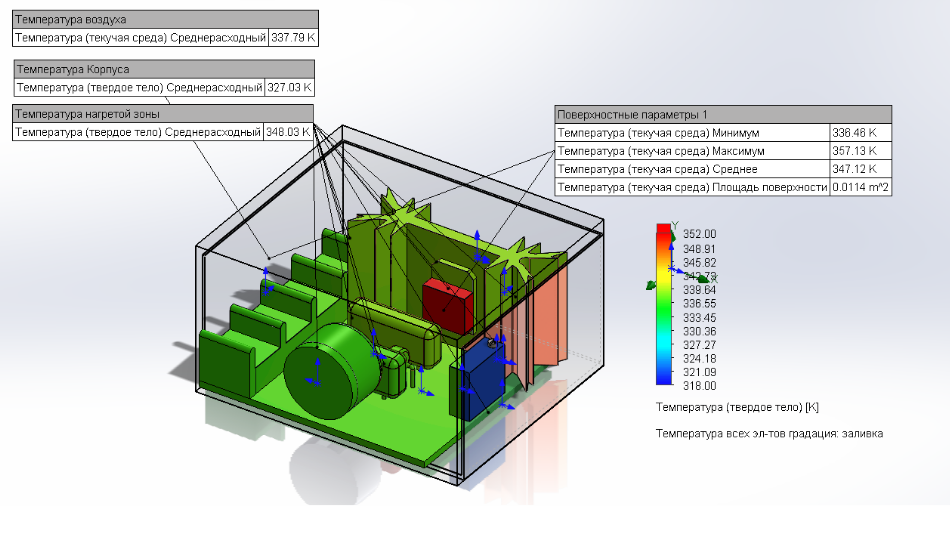 Температура воздуха
Температура (текучая среда) Среднерасходный 337.79 K
Температура Корпуса
Температура (твердое тело) Среднерасходный 327.03 K
Температура нагретой зоны
Температура (твердое тело) Среднерасходный 348.03 K
Поверхностные параметры 1
Температура (текучая среда) Минимум 336.46 K
Температура (текучая среда) Максимум 357.13 K
Температура (текучая среда) Среднее 347.12 K
Температура (текучая среда) Площадь поверхности 0.0114 m^2
Y
352.00
348.91
345.82
342.73 X
339.64
336.55
333.45
330.36
327.27
324.18
321.09
318.00
Температура (твердое тело) [K]
Температура всех эл-тов градация: заливка